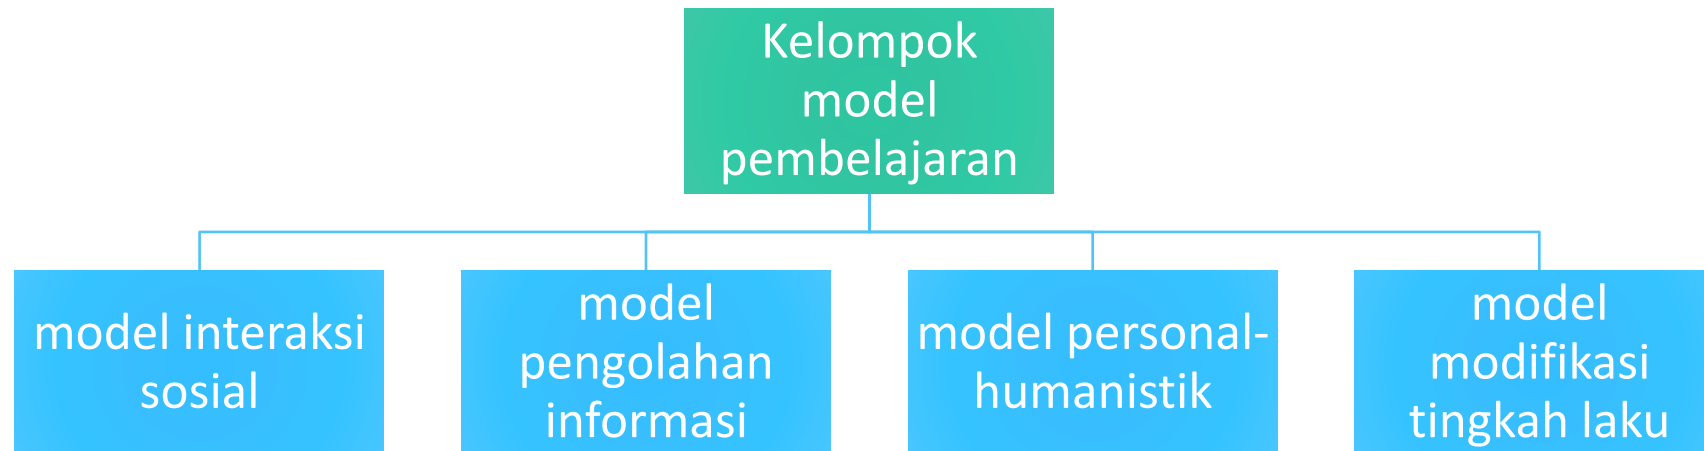 Kelompok
model
pembelajaran
model interaksi
sosial
model
pengolahan
informasi
model personal-
humanistik
model
modifikasi
tingkah laku